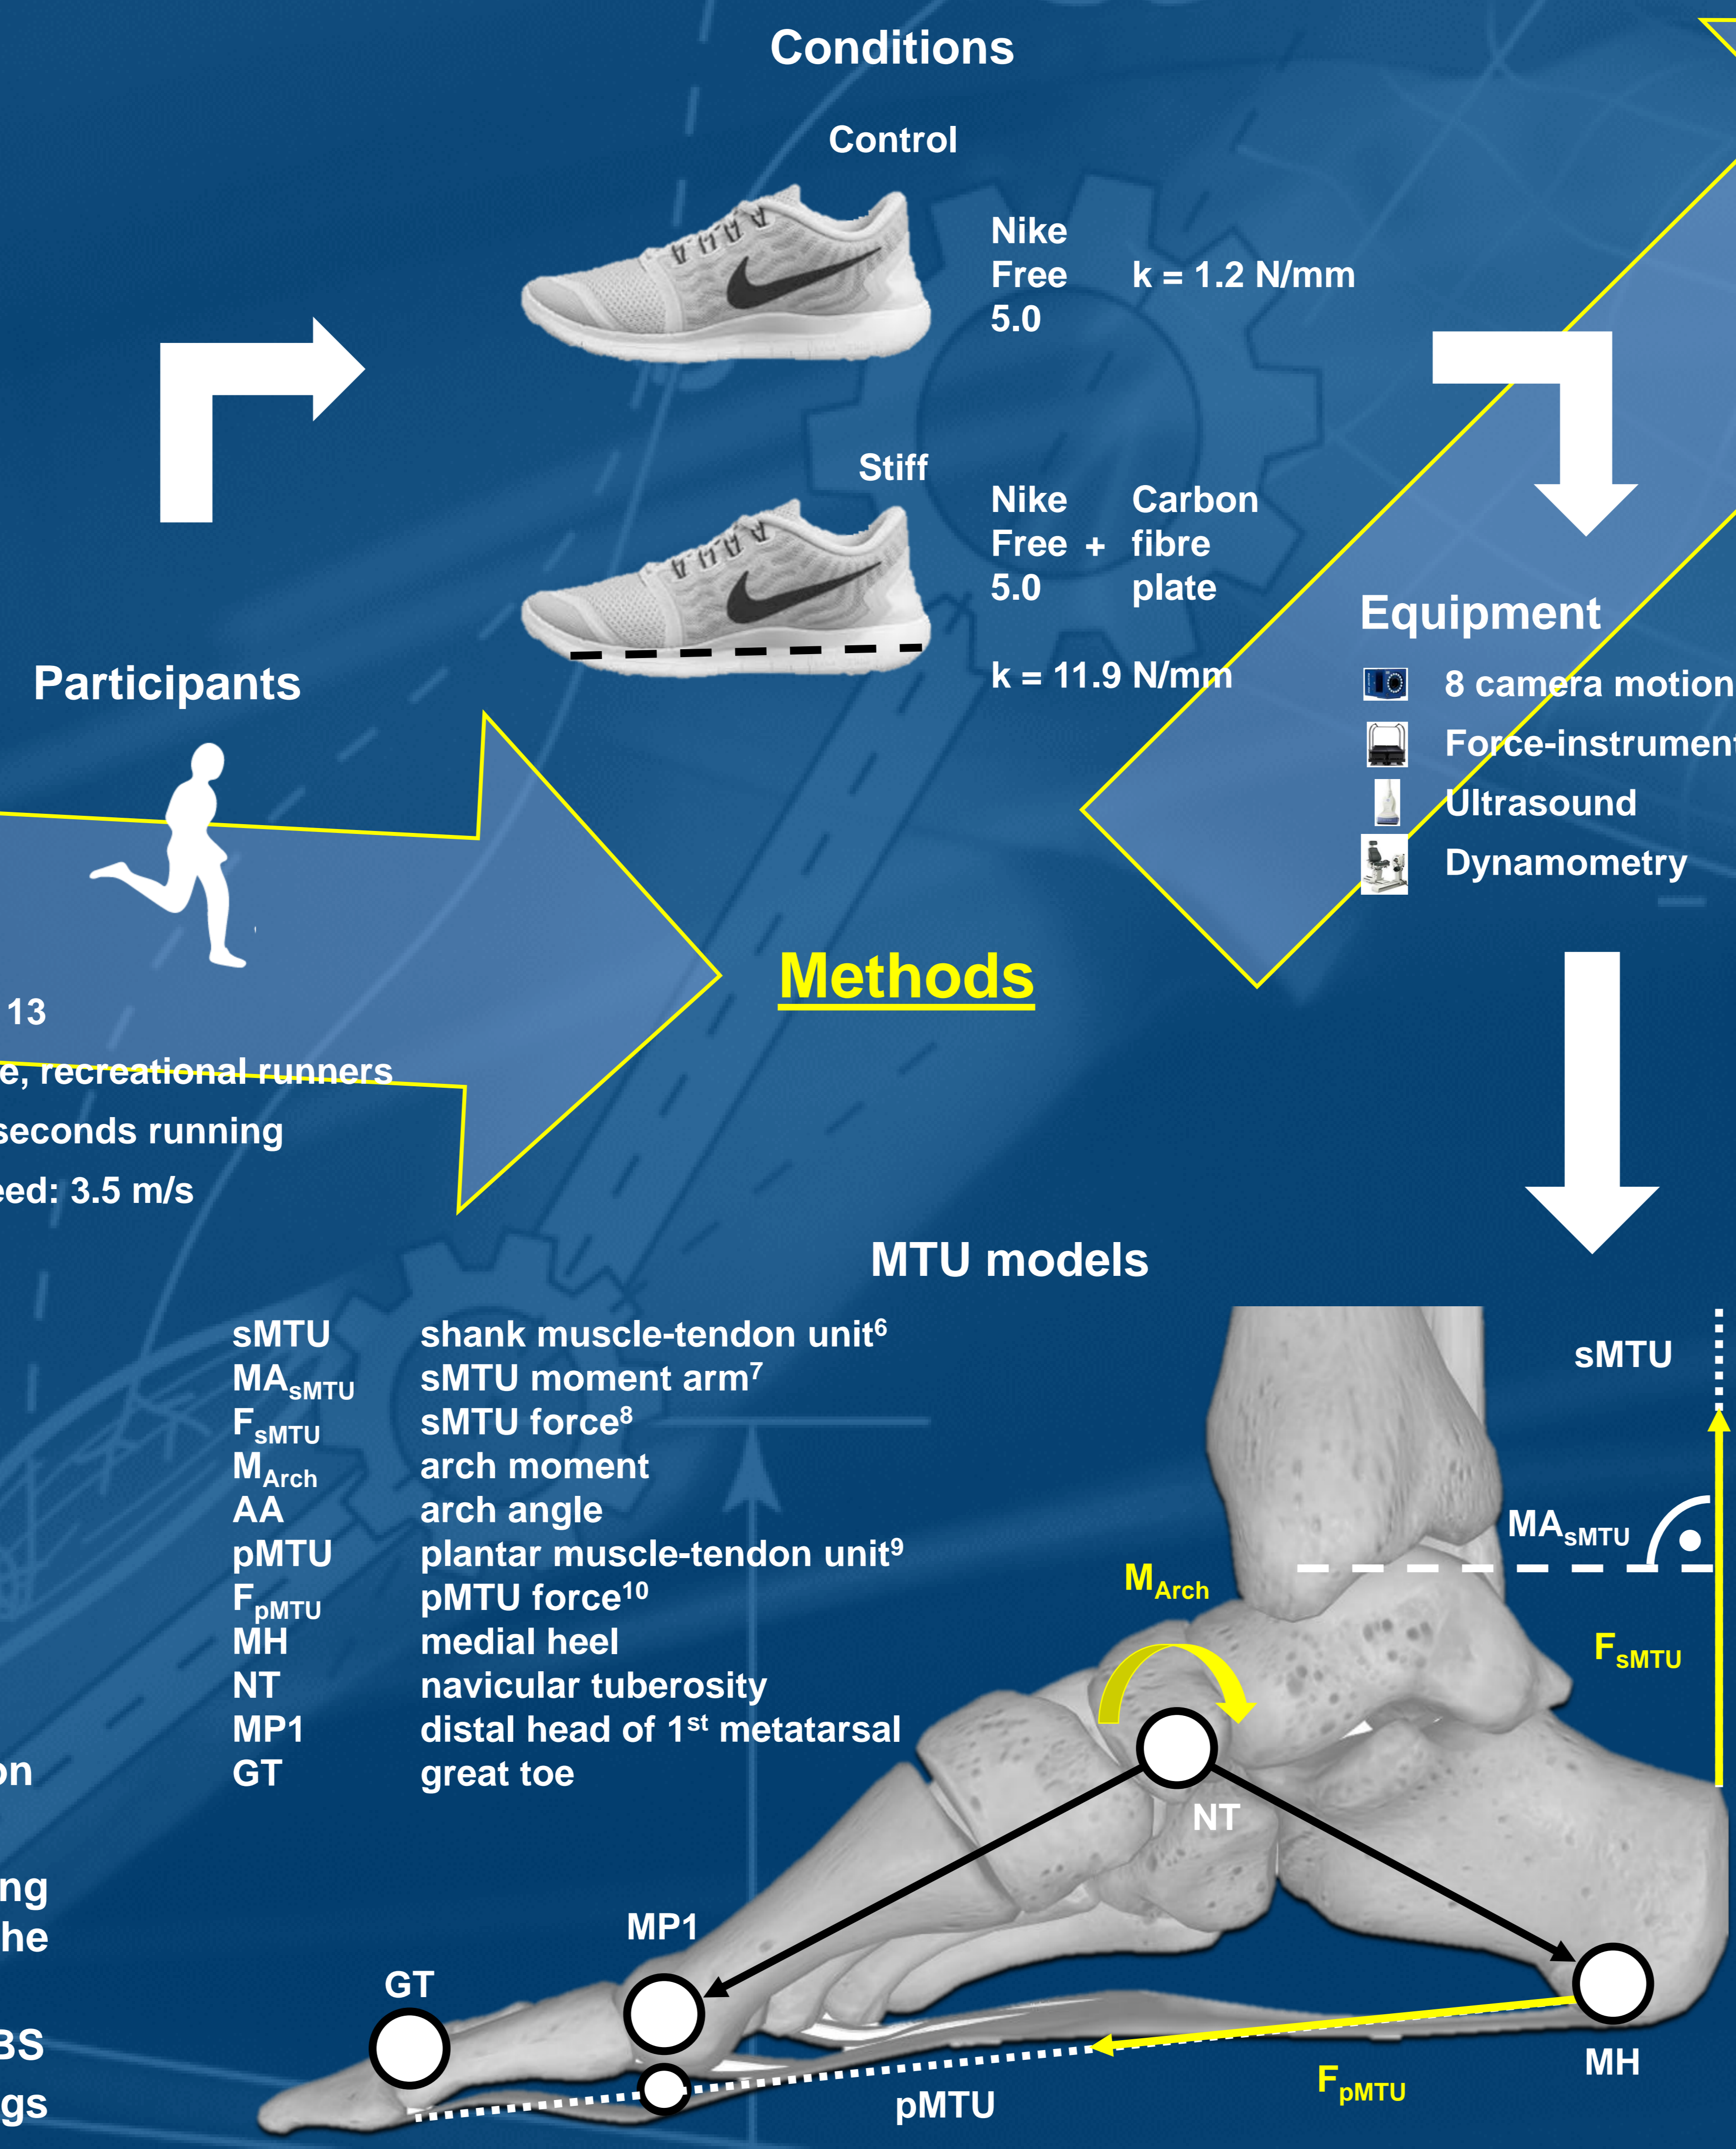 Conditions
Control
Nike
Free k = 1.2 N/mm
5.0
Stiff
Nike Carbon
Free + fibre
5.0 plate
k = 11.9 N/mm
Participants
13
e, recreational runners
seconds running
eed: 3.5 m/s
Methods
Equipment
8 camera motion
Force-instrument
Ultrasound
Dynamometry
MTU models
sMTU shank muscle-tendon unit⁶
MAsMTU sMTU moment arm⁷
FsMTU sMTU force⁸
MArch arch moment
AA arch angle
pMTU plantar muscle-tendon unit⁹
FpMTU pMTU force¹⁰
MH medial heel
NT navicular tuberosity
MP1 distal head of 1st metatarsal
GT great toe
sMTU
MAsMTU
MArch
FsMTU
NT
MP1
GT
MH
FpMTU
pMTU
on
ng
he
BS
gs